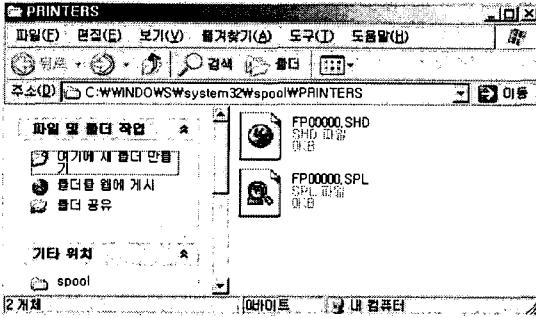 PRINTERS
파일(F) 편집(E) 보기(V) 즐겨찾기(A) 도구(T) 도움말(H)
뒤로 검색 폴더
주소(D) C:\WINDOWS\system32\spool\PRINTERS 이동
파일 및 폴더 작업
여기에 새 폴더 만들
기
폴더를 웹에 게시
폴더 공유
기타 위치
spool
FP00000.SHD
SHD 파일
0KB
FP00000.SPL
SPL 파일
0KB
2 개체 0바이트 내 컴퓨터